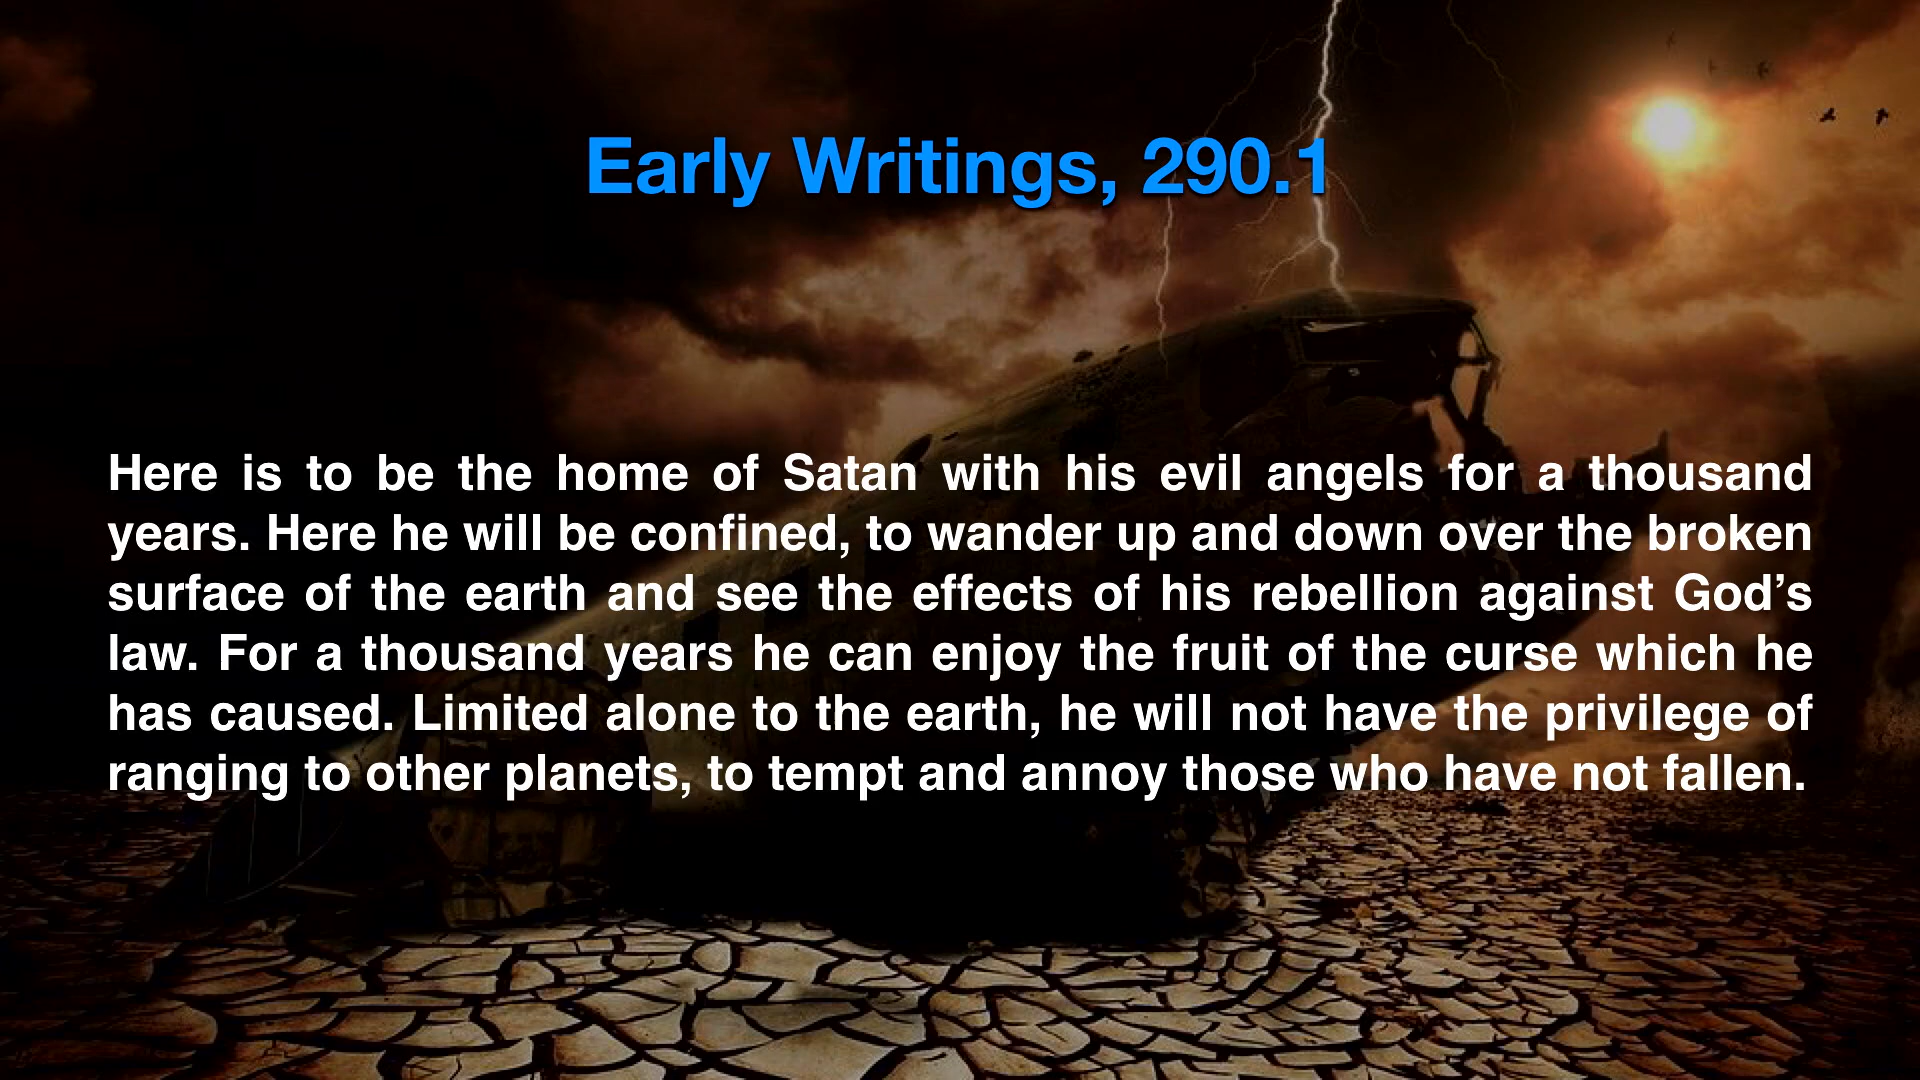 Early Writings, 290.1
Here is to be the home of Satan with his evil angels for a thousand
years. Here he will be confined, to wander up and down over the broken
surface of the earth and see the effects of his rebellion against God’s
law. For a thousand years he can enjoy the fruit of the curse which he
has caused. Limited alone to the earth, he will not have the privilege of
ranging to other planets, to tempt and annoy those who have not fallen.